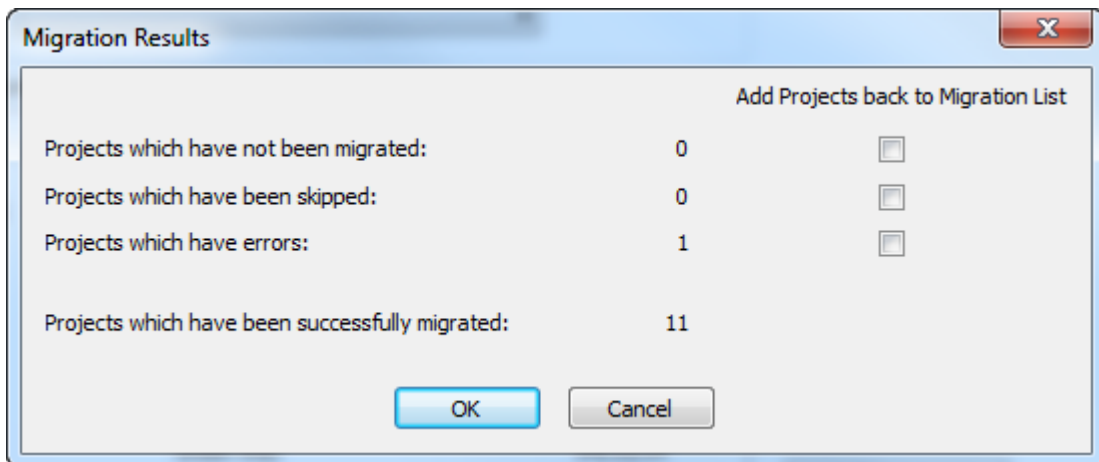 Migration Results
Add Projects back to Migration List
Projects which have not been migrated: 0
Projects which have been skipped: 0
Projects which have errors: 1
Projects which have been successfully migrated: 11
OK Cancel